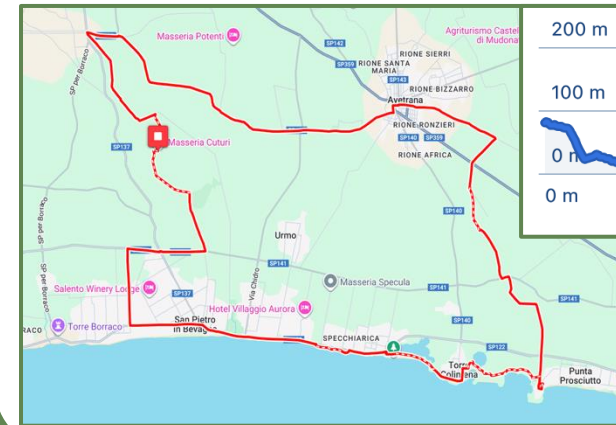 Masseria Potenti
SP142
Agriturismo Castel
di Mudona
RIONE SIERRI
SP359
RIONE SANTA
MARIA
SP143
RIONE BIZZARRO
Avetrana
RIONE RONZIERI
SP140
SP359
RIONE AFRICA
SP per Borraco
Masseria Cuturi
SP137
SP140
SP per Borraco
Urmo
SP141
Via Chidro
Masseria Specula
Salento Winery Lodge
SP137
SP141
SP141
Hotel Villaggio Aurora
Torre Borraco
RACO
San Pietro
in Bevagna
SPECCHIARICA
SP140
SP122
Torre
Colimena
Punta
Prosciutto
200 m
100 m
0 m
0 m